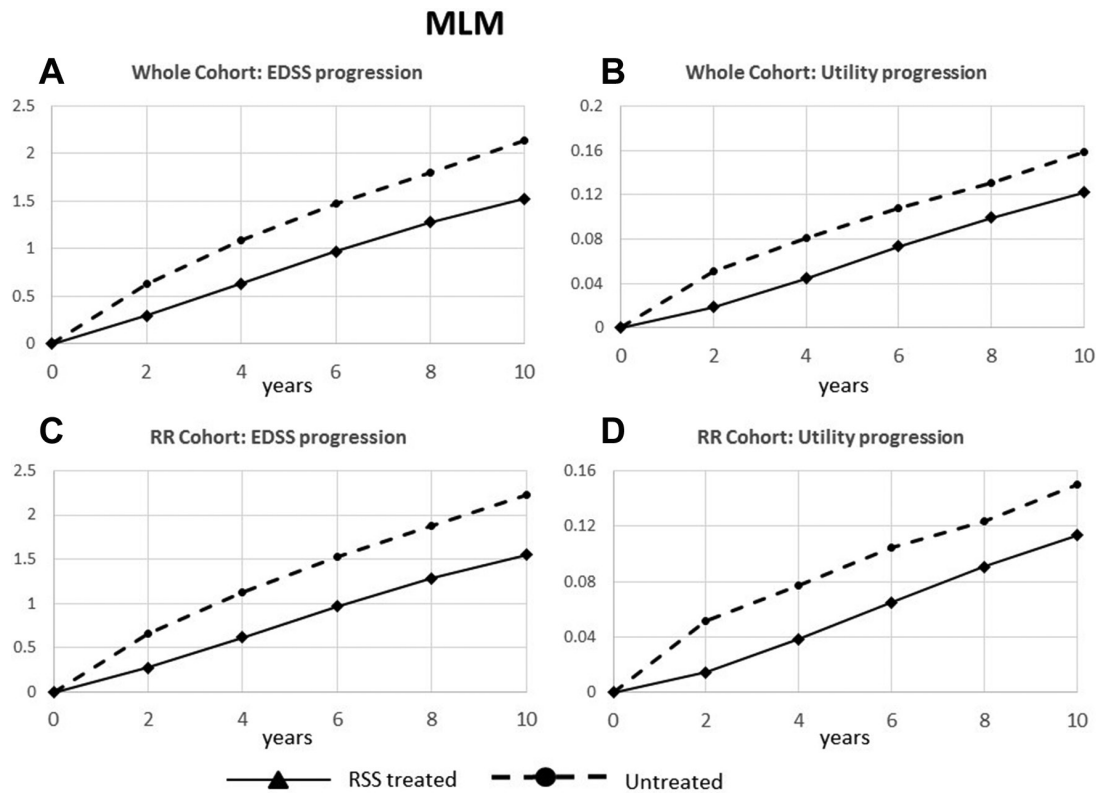 MLM
A
Whole Cohort: EDSS progression
2.5
2
1.5
1
0.5
0
0 2 4 6 8 10
years
B
Whole Cohort: Utility progression
0.2
0.16
0.12
0.08
0.04
0
0 2 4 6 8 10
years
C
RR Cohort: EDSS progression
2.5
2
1.5
1
0.5
0
0 2 4 6 8 10
years
D
RR Cohort: Utility progression
0.16
0.12
0.08
0.04
0
0 2 4 6 8 10
years
RSS treated
Untreated